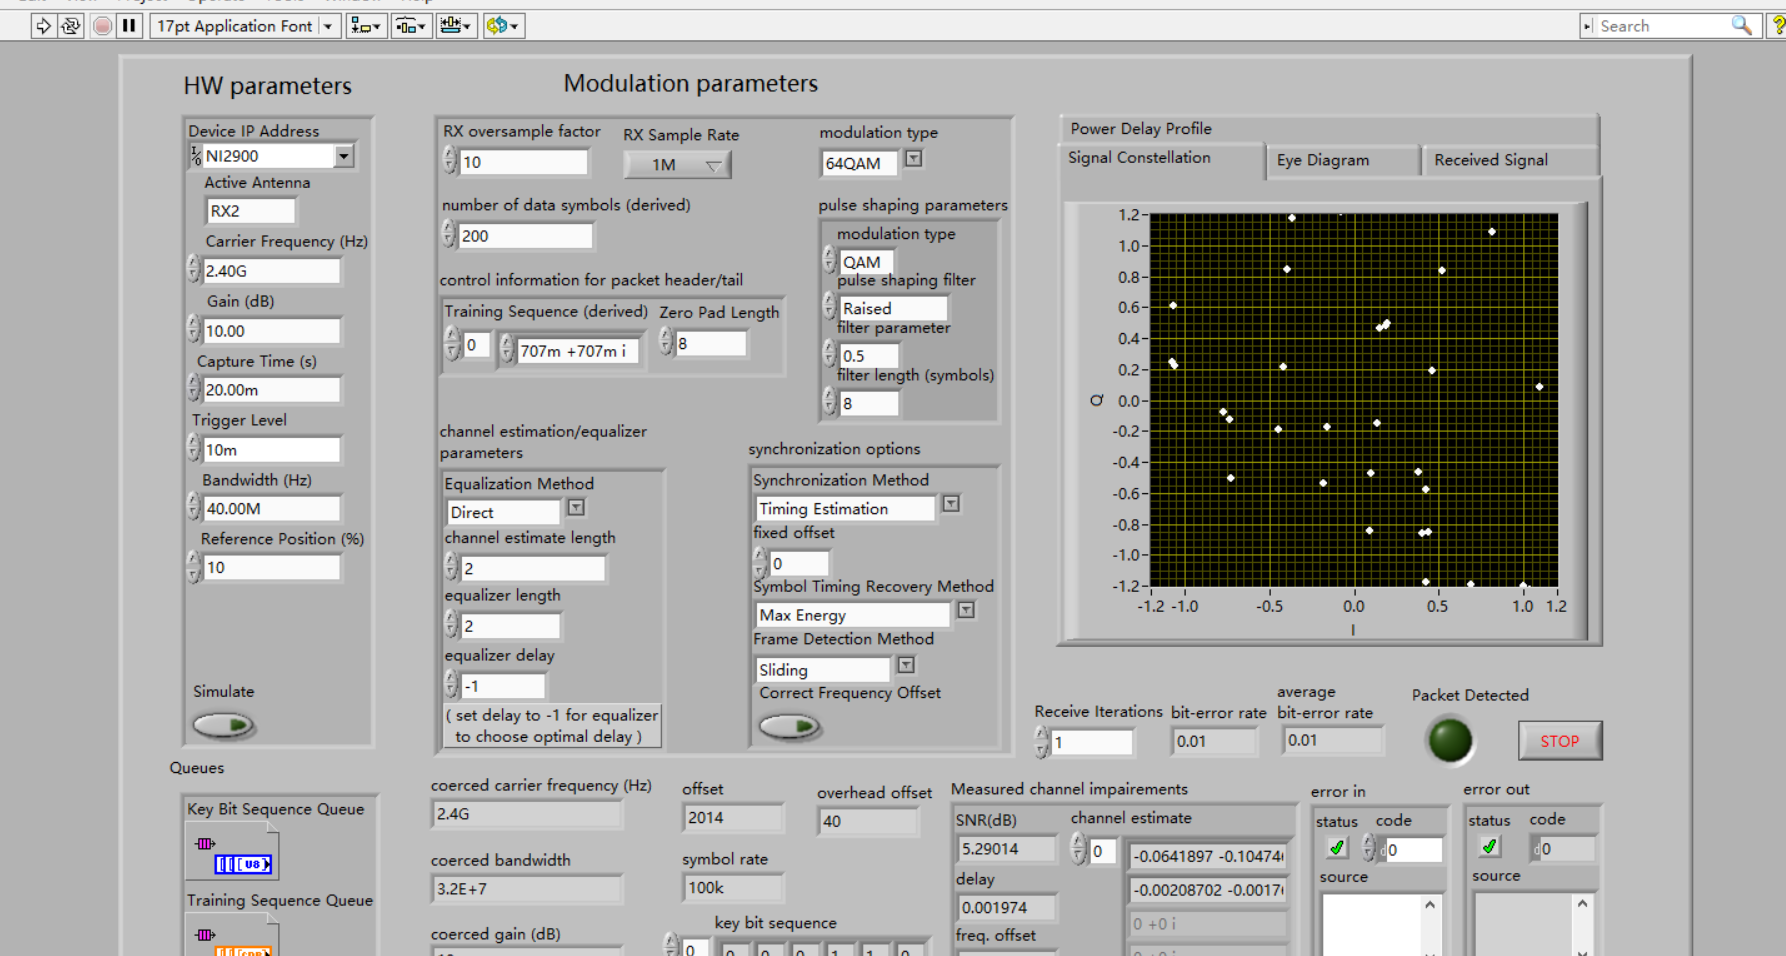 17pt Application Font
Search
HW parameters
Modulation parameters
Device IP Address
NI2900
Active Antenna
RX2
Carrier Frequency (Hz)
2.40G
Gain (dB)
10.00
Capture Time (s)
20.00m
Trigger Level
10m
Bandwidth (Hz)
40.00M
Reference Position (%)
10
Simulate
RX oversample factor
10
RX Sample Rate
1M
modulation type
64QAM
number of data symbols (derived)
200
control information for packet header/tail
Training Sequence (derived)
0
707m +707m i
Zero Pad Length
8
pulse shaping parameters
modulation type
QAM
pulse shaping filter
Raised
filter parameter
0.5
filter length (symbols)
8
channel estimation/equalizer
parameters
Equalization Method
Direct
channel estimate length
2
equalizer length
2
equalizer delay
-1
( set delay to -1 for equalizer
to choose optimal delay )
synchronization options
Synchronization Method
Timing Estimation
fixed offset
0
Symbol Timing Recovery Method
Max Energy
Frame Detection Method
Sliding
Correct Frequency Offset
Power Delay Profile
Signal Constellation
Eye Diagram
Received Signal
1.2
1.0
0.8
0.6
0.4
0.2
0.0
-0.2
-0.4
-0.6
-0.8
-1.0
-1.2
Q
-1.2 -1.0 -0.5 0.0 0.5 1.0 1.2
I
Receive Iterations
1
bit-error rate
0.01
average
bit-error rate
0.01
Packet Detected
STOP
Queues
Key Bit Sequence Queue
U8
Training Sequence Queue
coerced carrier frequency (Hz)
2.4G
coerced bandwidth
3.2E+7
coerced gain (dB)
offset
2014
symbol rate
100k
key bit sequence
0
0 0 0 1 1 0
overhead offset
40
Measured channel impairements
SNR(dB)
5.29014
delay
0.001974
freq. offset
channel estimate
0
-0.0641897 -0.10474
-0.00208702 -0.0017
0 +0 i
0 +0 i
error in
status
code
0
source
error out
status
code
0
source